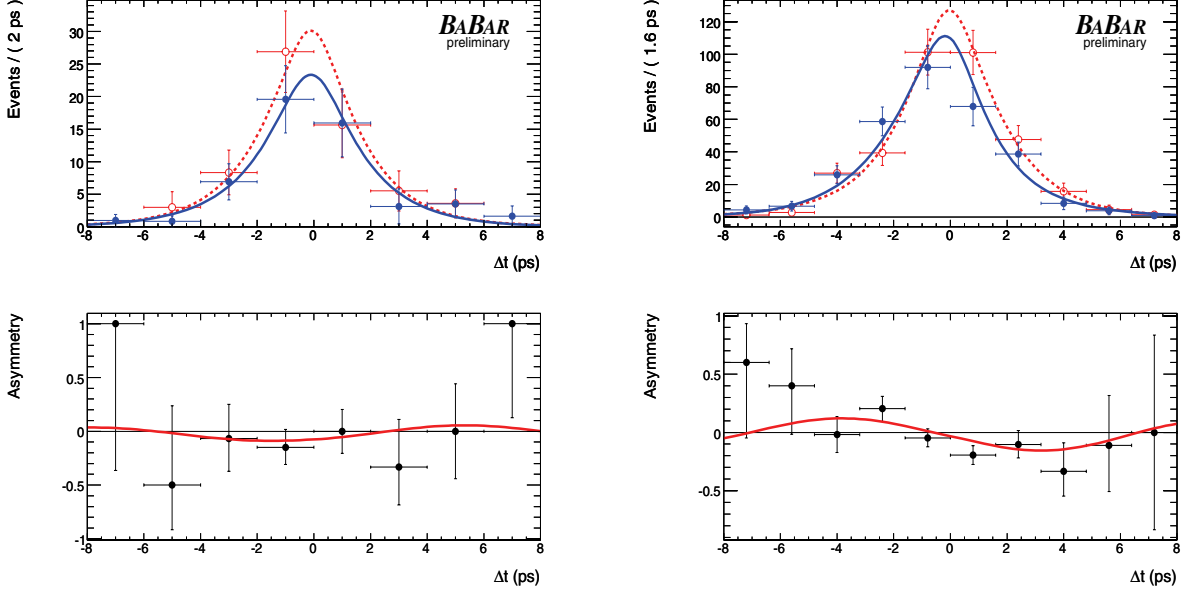 Events / ( 2 ps )
30
25
20
15
10
5
0
-8 -6 -4 -2 0 2 4 6 8
Δt (ps)
BABAR
preliminary
Events / ( 1.6 ps )
120
100
80
60
40
20
0
-8 -6 -4 -2 0 2 4 6 8
Δt (ps)
BABAR
preliminary
Asymmetry
1
0.5
0
-0.5
-1
-8 -6 -4 -2 0 2 4 6 8
Δt (ps)
Asymmetry
1
0.5
0
-0.5
-8 -6 -4 -2 0 2 4 6 8
Δt (ps)